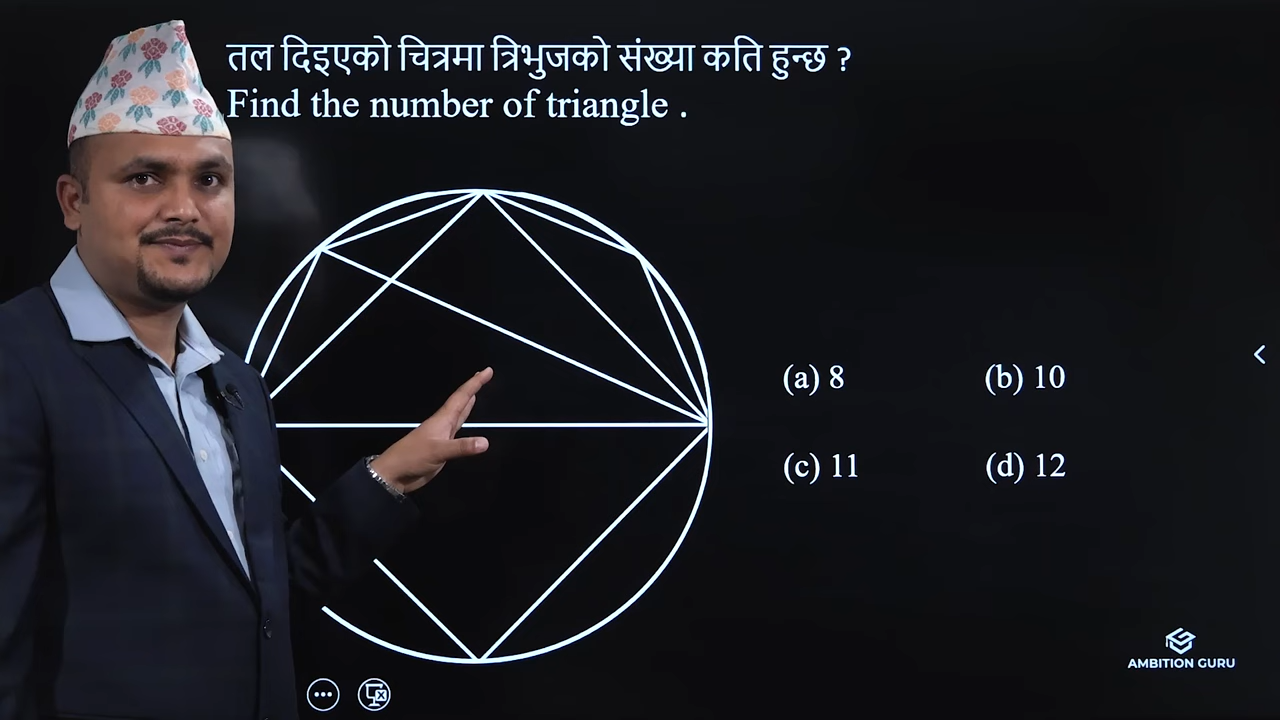 तल दिइएको चित्रमा त्रिभुजको संख्या कति हुन्छ ?
Find the number of triangle .
(a) 8 (b) 10
(c) 11 (d) 12
AMBITION GURU